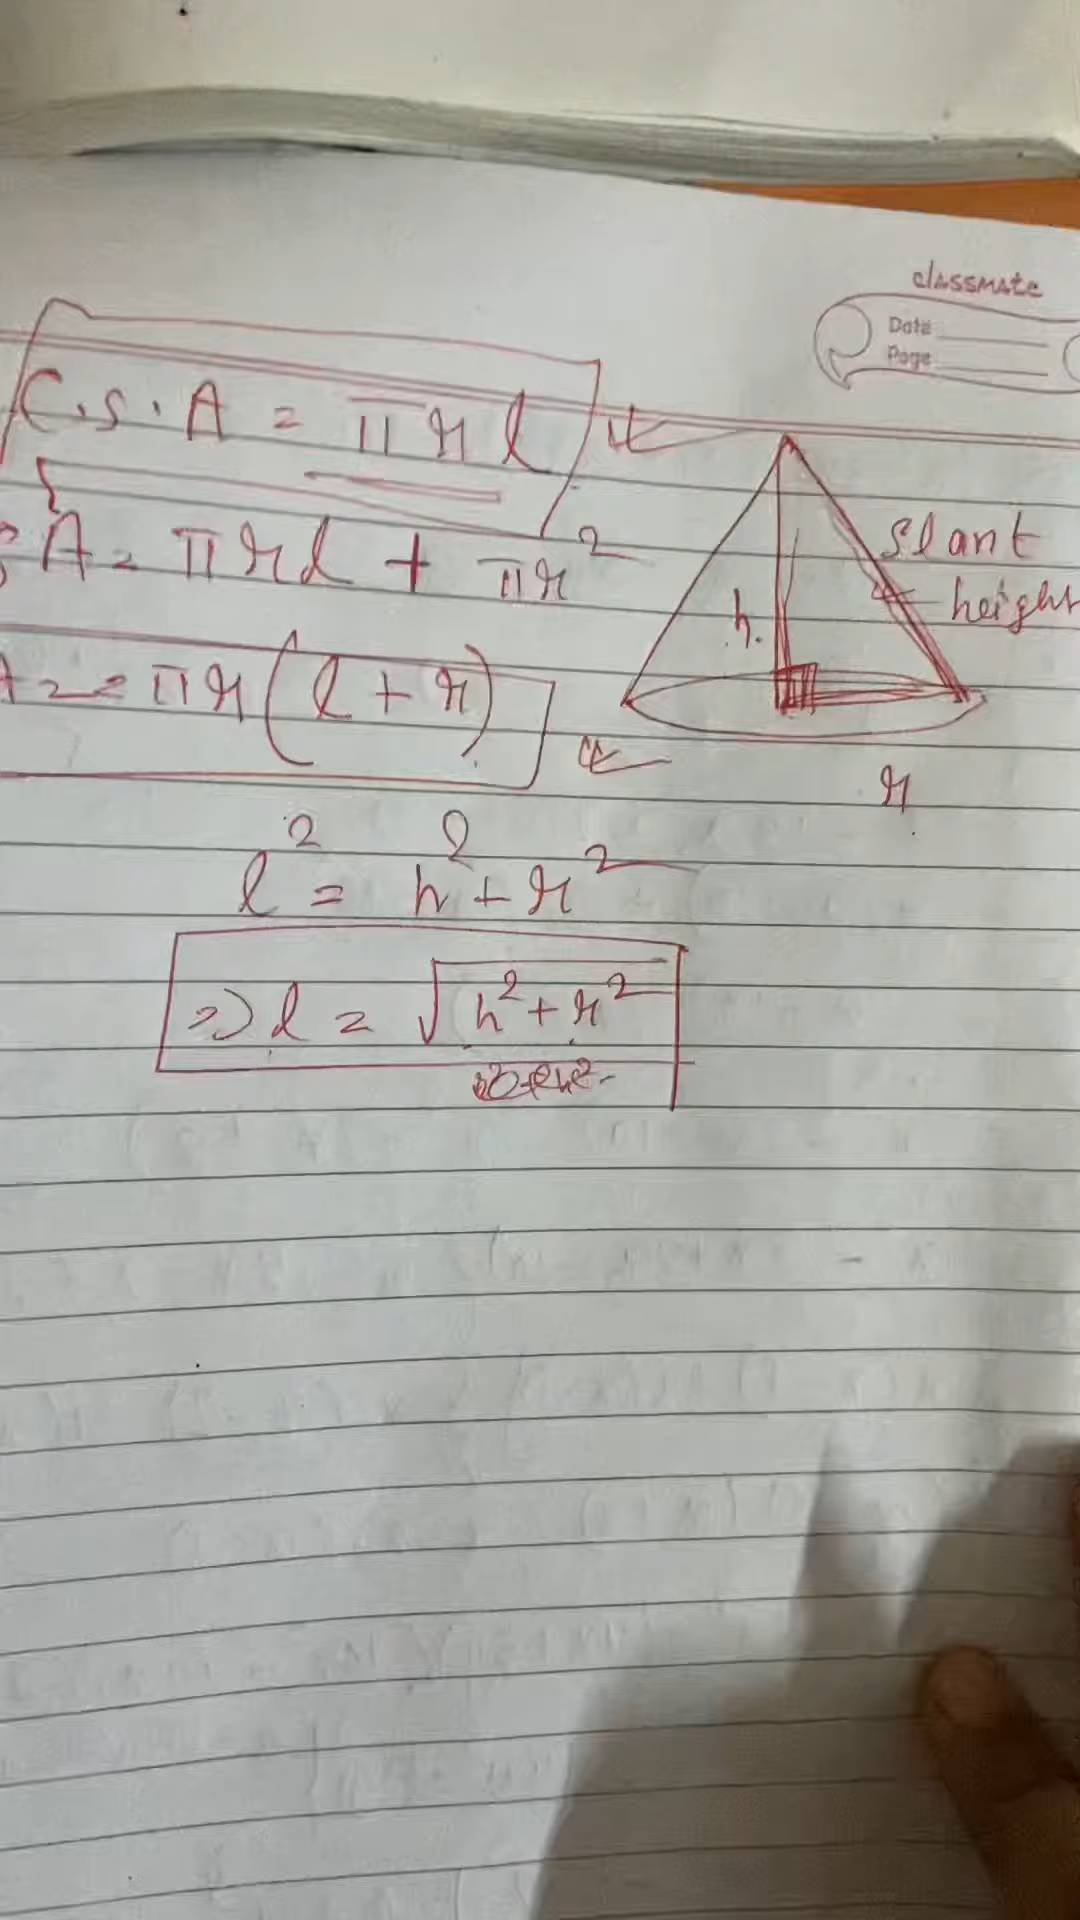 classmate
Date
Page
C.S.A = πrl
A = πrl + πr²
A = πr(l + r)
slant
height
h.
r
l² = h² + r²
⇒ l = √h² + r²